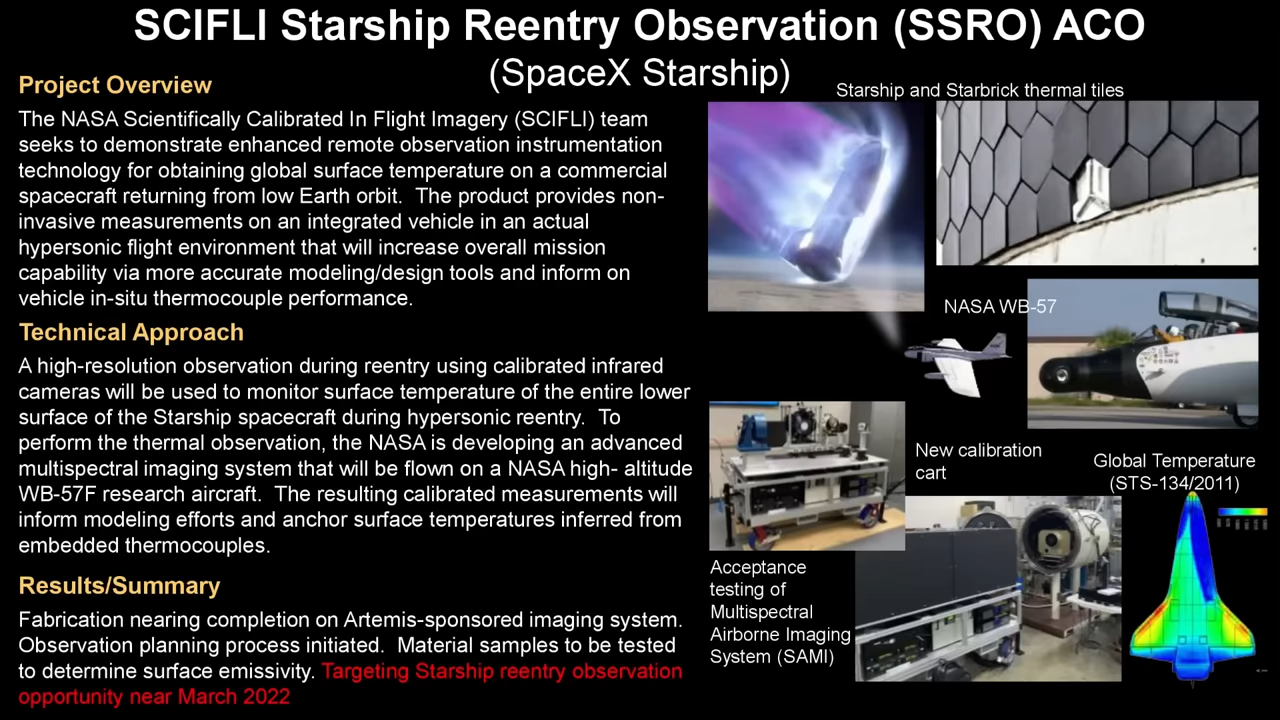 SCIFLI Starship Reentry Observation (SSRO) ACO
(SpaceX Starship)
Project Overview
The NASA Scientifically Calibrated In Flight Imagery (SCIFLI) team
seeks to demonstrate enhanced remote observation instrumentation
technology for obtaining global surface temperature on a commercial
spacecraft returning from low Earth orbit. The product provides non-
invasive measurements on an integrated vehicle in an actual
hypersonic flight environment that will increase overall mission
capability via more accurate modeling/design tools and inform on
vehicle in-situ thermocouple performance.
Technical Approach
A high-resolution observation during reentry using calibrated infrared
cameras will be used to monitor surface temperature of the entire lower
surface of the Starship spacecraft during hypersonic reentry. To
perform the thermal observation, the NASA is developing an advanced
multispectral imaging system that will be flown on a NASA high- altitude
WB-57F research aircraft. The resulting calibrated measurements will
inform modeling efforts and anchor surface temperatures inferred from
embedded thermocouples.
Results/Summary
Fabrication nearing completion on Artemis-sponsored imaging system.
Observation planning process initiated. Material samples to be tested
to determine surface emissivity. Targeting Starship reentry observation
opportunity near March 2022
Starship and Starbrick thermal tiles
NASA WB-57
New calibration
cart
Global Temperature
(STS-134/2011)
Acceptance
testing of
Multispectral
Airborne Imaging
System (SAMI)